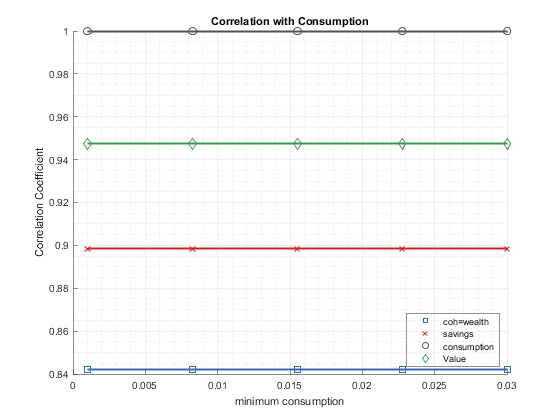 Correlation with Consumption
1
0.98
0.96
0.94
0.92
0.9
0.88
0.86
0.84
Correlation Coefficient
0
0.005
0.01
0.015
0.02
0.025
0.03
minimum consumption
coh=wealth
savings
consumption
Value